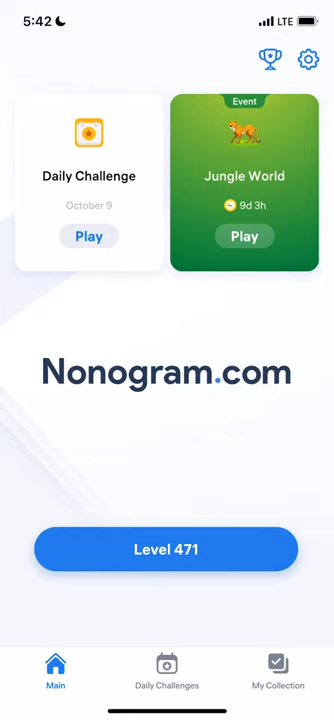 5:42
LTE
Event
Daily Challenge
Jungle World
October 9
9d 3h
Play
Play
Nonogram.com
Level 471
Main
Daily Challenges
My Collection